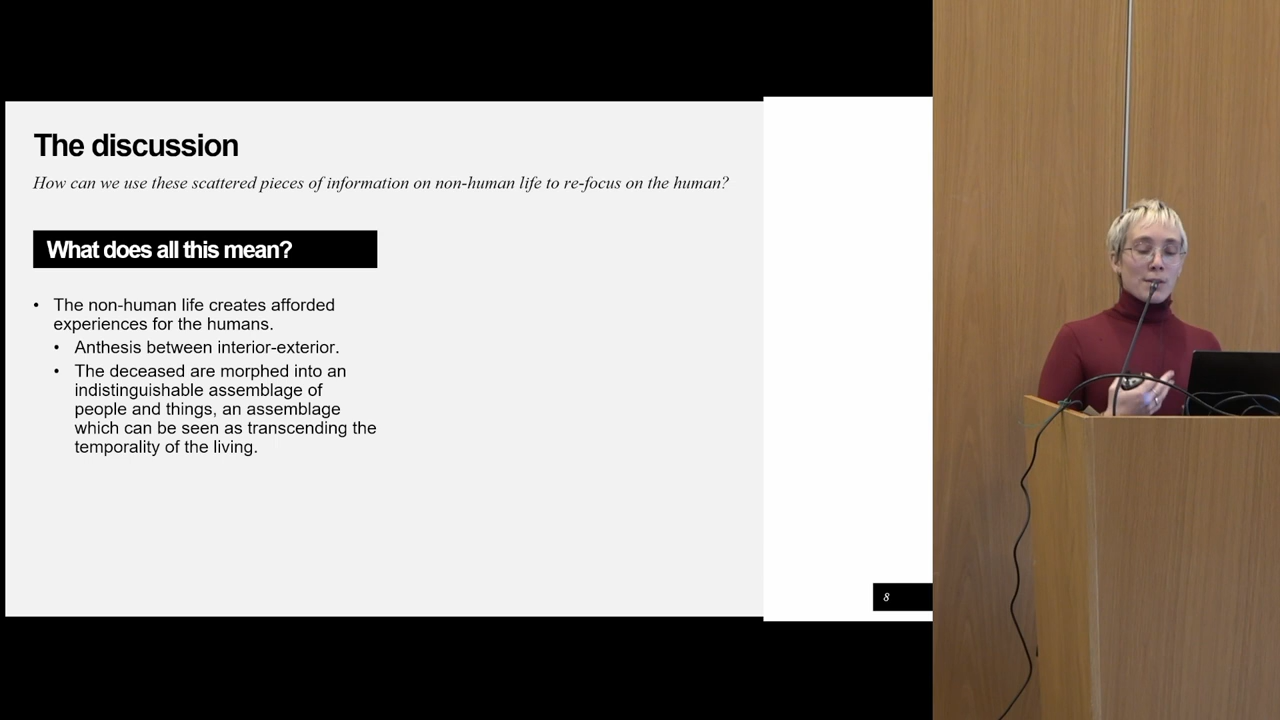 The discussion
How can we use these scattered pieces of information on non-human life to re-focus on the human?
What does all this mean?
• The non-human life creates afforded
experiences for the humans.
• Anthesis between interior-exterior.
• The deceased are morphed into an
indistinguishable assemblage of
people and things, an assemblage
which can be seen as transcending the
temporality of the living.
8